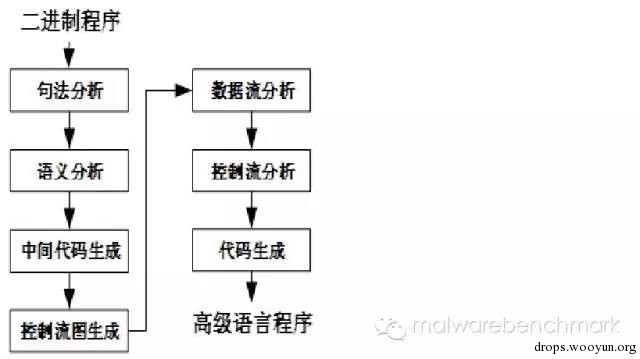 二进制程序
句法分析
语义分析
中间代码生成
控制流图生成
数据流分析
控制流分析
代码生成
高级语言程序
malwarebenchmark
drops.wooyun.org